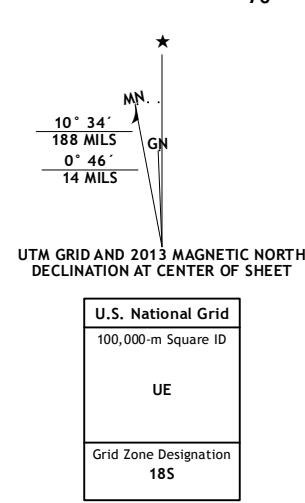 MN
10° 34´
188 MILS
GN
0° 46´
14 MILS
UTM GRID AND 2013 MAGNETIC NORTH
DECLINATION AT CENTER OF SHEET
U.S. National Grid
100,000-m Square ID
UE
Grid Zone Designation
18S